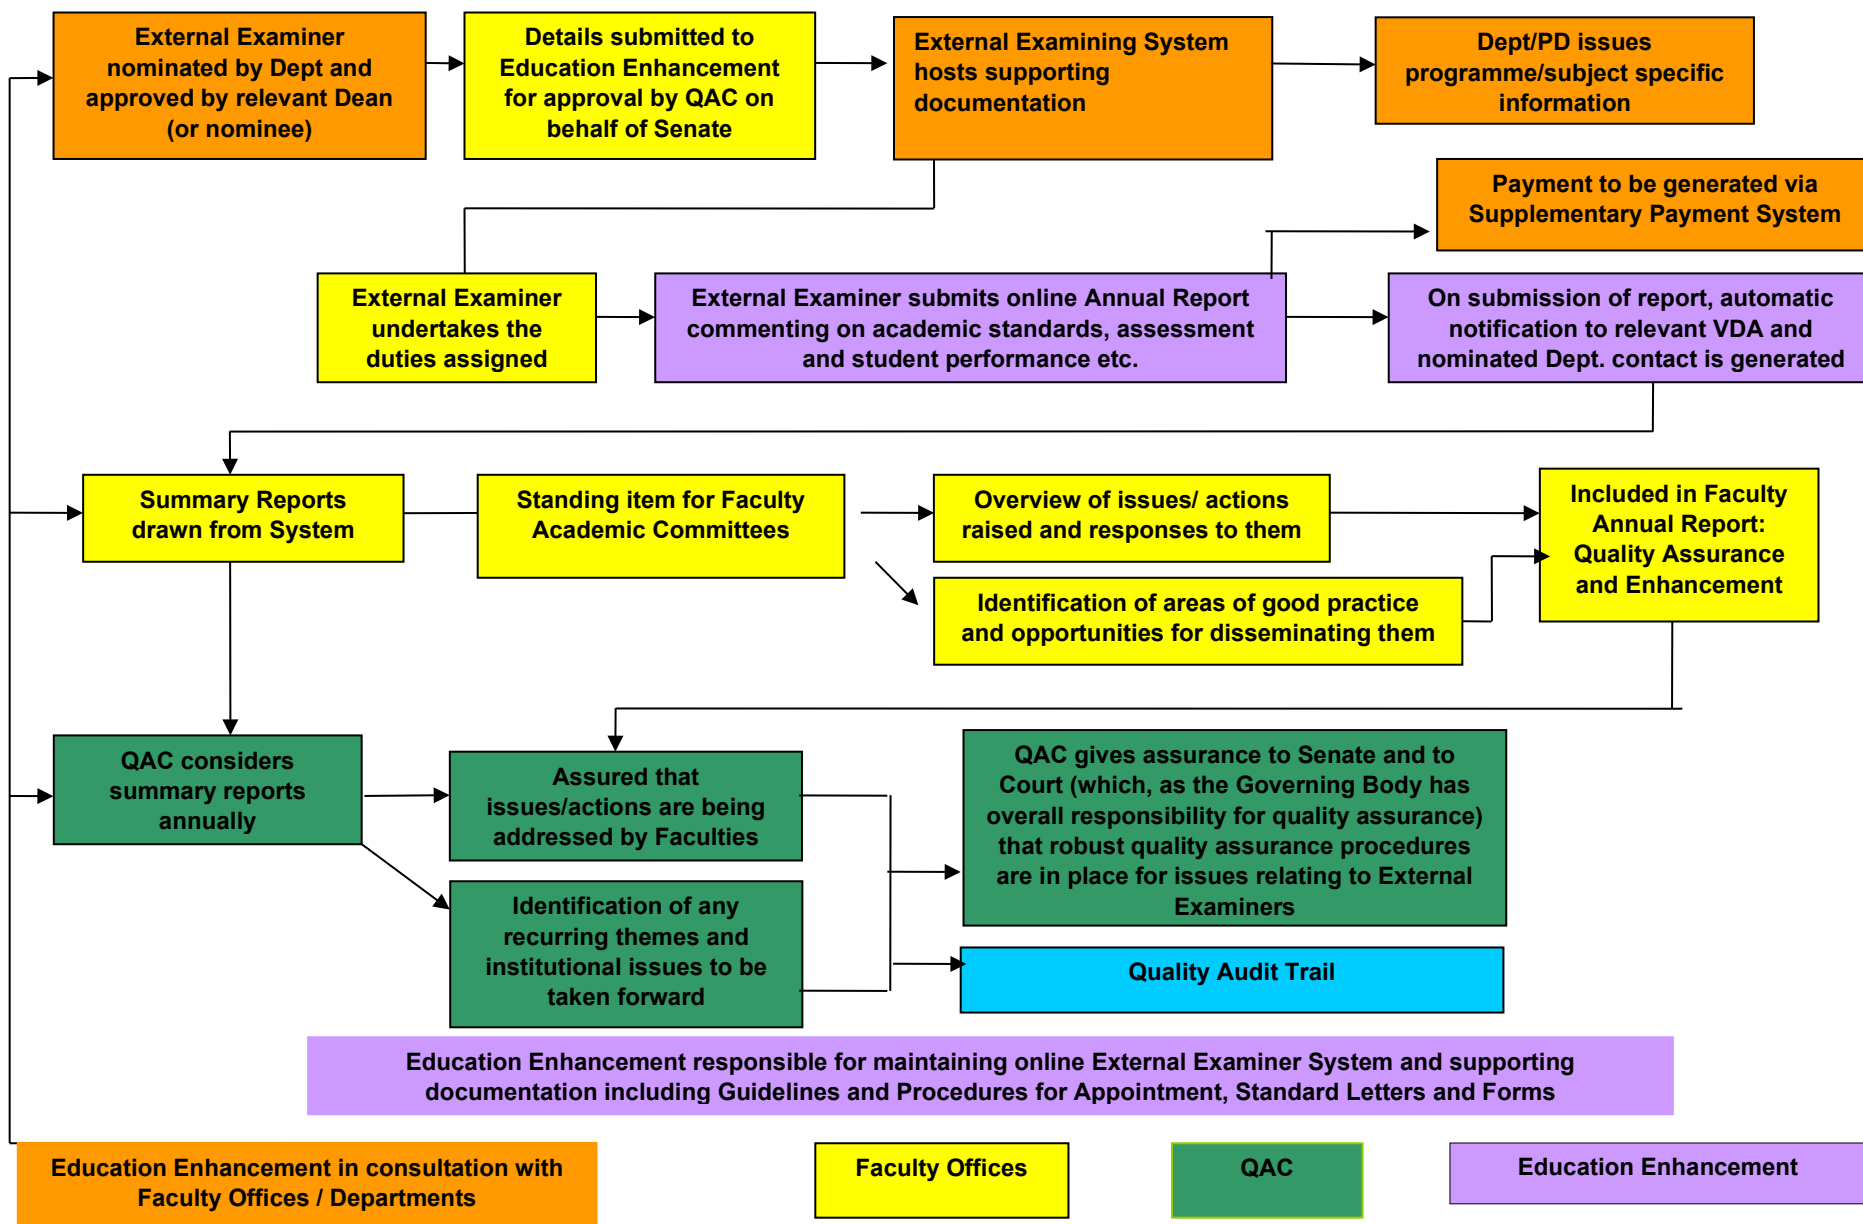 External Examiner
nominated by Dept and
approved by relevant Dean
(or nominee)
Details submitted to
Education Enhancement
for approval by QAC on
behalf of Senate
External Examining System
hosts supporting
documentation
Dept/PD issues
programme/subject specific
information
Payment to be generated via
Supplementary Payment System
External Examiner
undertakes the
duties assigned
External Examiner submits online Annual Report
commenting on academic standards, assessment
and student performance etc.
On submission of report, automatic
notification to relevant VDA and
nominated Dept. contact is generated
Summary Reports
drawn from System
Standing item for Faculty
Academic Committees
Overview of issues/ actions
raised and responses to them
Identification of areas of good practice
and opportunities for disseminating them
Included in Faculty
Annual Report:
Quality Assurance
and Enhancement
QAC considers
summary reports
annually
Assured that
issues/actions are being
addressed by Faculties
Identification of any
recurring themes and
institutional issues to be
taken forward
QAC gives assurance to Senate and to
Court (which, as the Governing Body has
overall responsibility for quality assurance)
that robust quality assurance procedures
are in place for issues relating to External
Examiners
Quality Audit Trail
Education Enhancement responsible for maintaining online External Examiner System and supporting
documentation including Guidelines and Procedures for Appointment, Standard Letters and Forms
Education Enhancement in consultation with
Faculty Offices / Departments
Faculty Offices
QAC
Education Enhancement